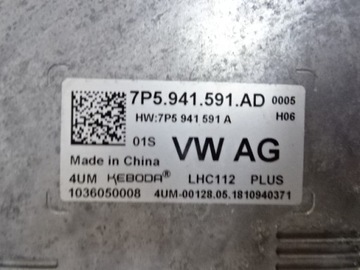 7P5.941.591.AD 0005
HW:7P5 941 591 A H06
01S VW AG
Made in China
4UM KEBODA® LHC112 PLUS
1036050008 4UM-00128.05.1810940371